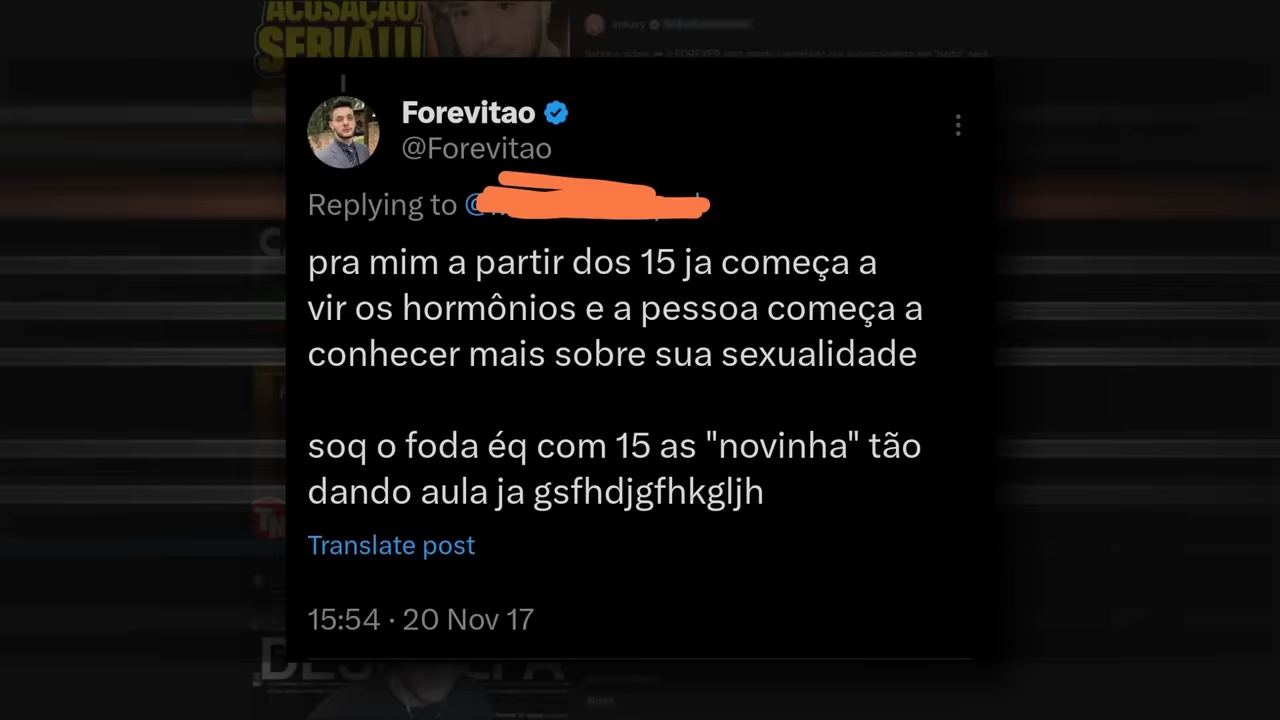 ACUSAÇÃO
SERIA!!!
Forevitao
@Forevitao
Replying to
pra mim a partir dos 15 ja começa a
vir os hormônios e a pessoa começa a
conhecer mais sobre sua sexualidade
soq o foda éq com 15 as "novinha" tão
dando aula ja gsfhdjgfhkgljh
Translate post
15:54 · 20 Nov 17